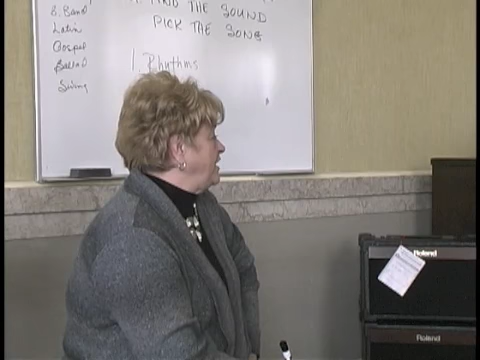 B. Band
Latin
Gospel
Ballad
Swing
FIND THE SOUND
PICK THE SONG
1. Rhythms
Roland
Roland